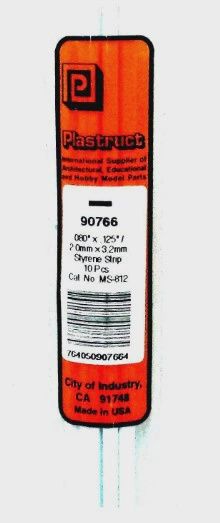 P
Plastruct
International Supplier of
Architectural, Educational
and Hobby Model Parts
90766
.080" x .125" /
2.0mm x 3.2mm
Styrene Strip
10 Pcs
Cat. No. MS-812
764050907664
City of Industry,
CA 91748
Made in USA